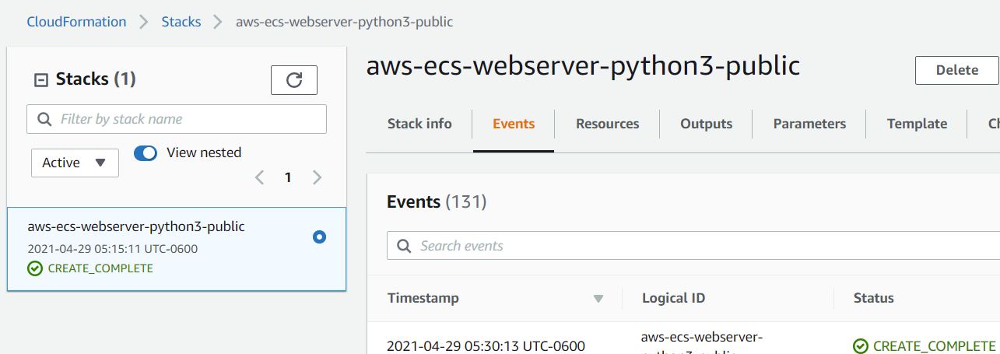 CloudFormation Stacks aws-ecs-webserver-python3-public
Stacks (1)
Filter by stack name
Active View nested
1
aws-ecs-webserver-python3-public
2021-04-29 05:15:11 UTC-0600
CREATE_COMPLETE
aws-ecs-webserver-python3-public
Delete
Stack info Events Resources Outputs Parameters Template
Events (131)
Search events
Timestamp Logical ID Status
2021-04-29 05:30:13 UTC-0600 aws-ecs-webserver- CREATE_COMPLETE